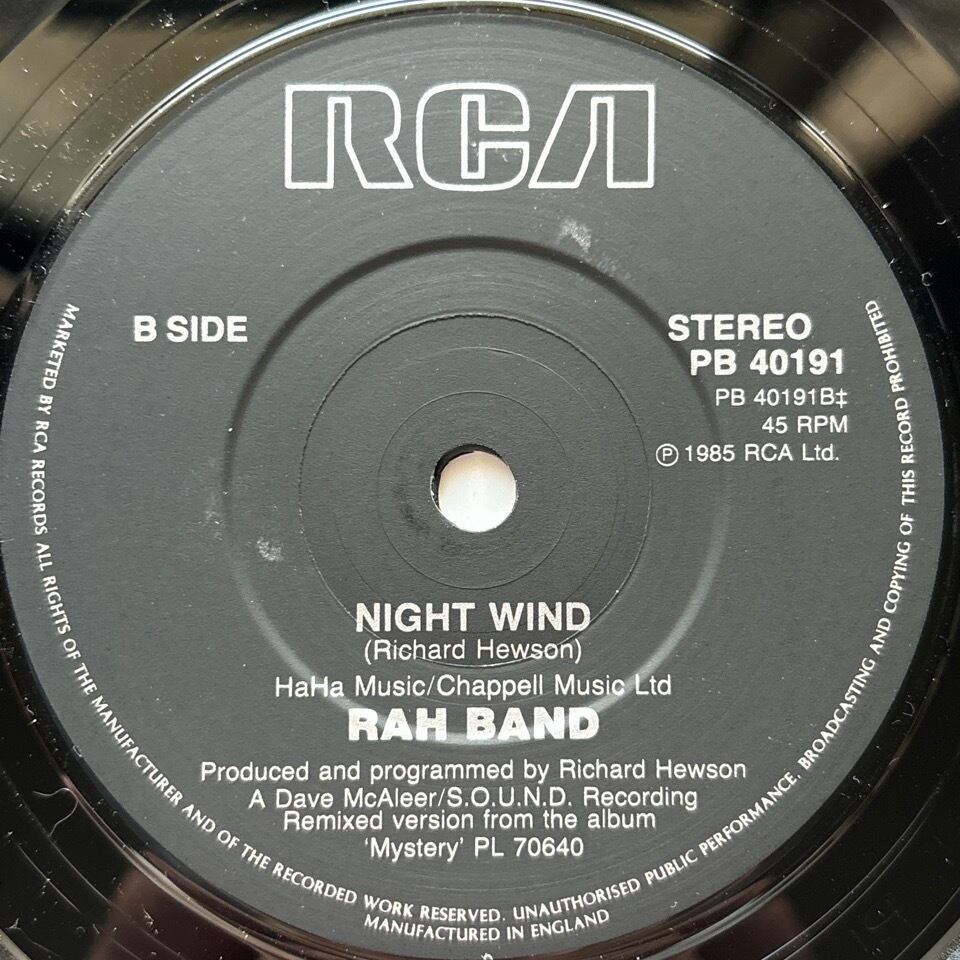 RCA
B SIDE
STEREO
PB 40191
PB 40191B‡
45 RPM
Ⓟ 1985 RCA Ltd.
NIGHT WIND
(Richard Hewson)
HaHa Music/Chappell Music Ltd
RAH BAND
Produced and programmed by Richard Hewson
A Dave McAleer/S.O.U.N.D. Recording
Remixed version from the album
'Mystery' PL 70640
MARKETED BY RCA RECORDS ALL RIGHTS OF THE MANUFACTURER AND OF THE RECORDED WORK RESERVED. UNAUTHORISED PUBLIC PERFORMANCE, BROADCASTING AND COPYING OF THIS RECORD PROHIBITED
MANUFACTURED IN ENGLAND